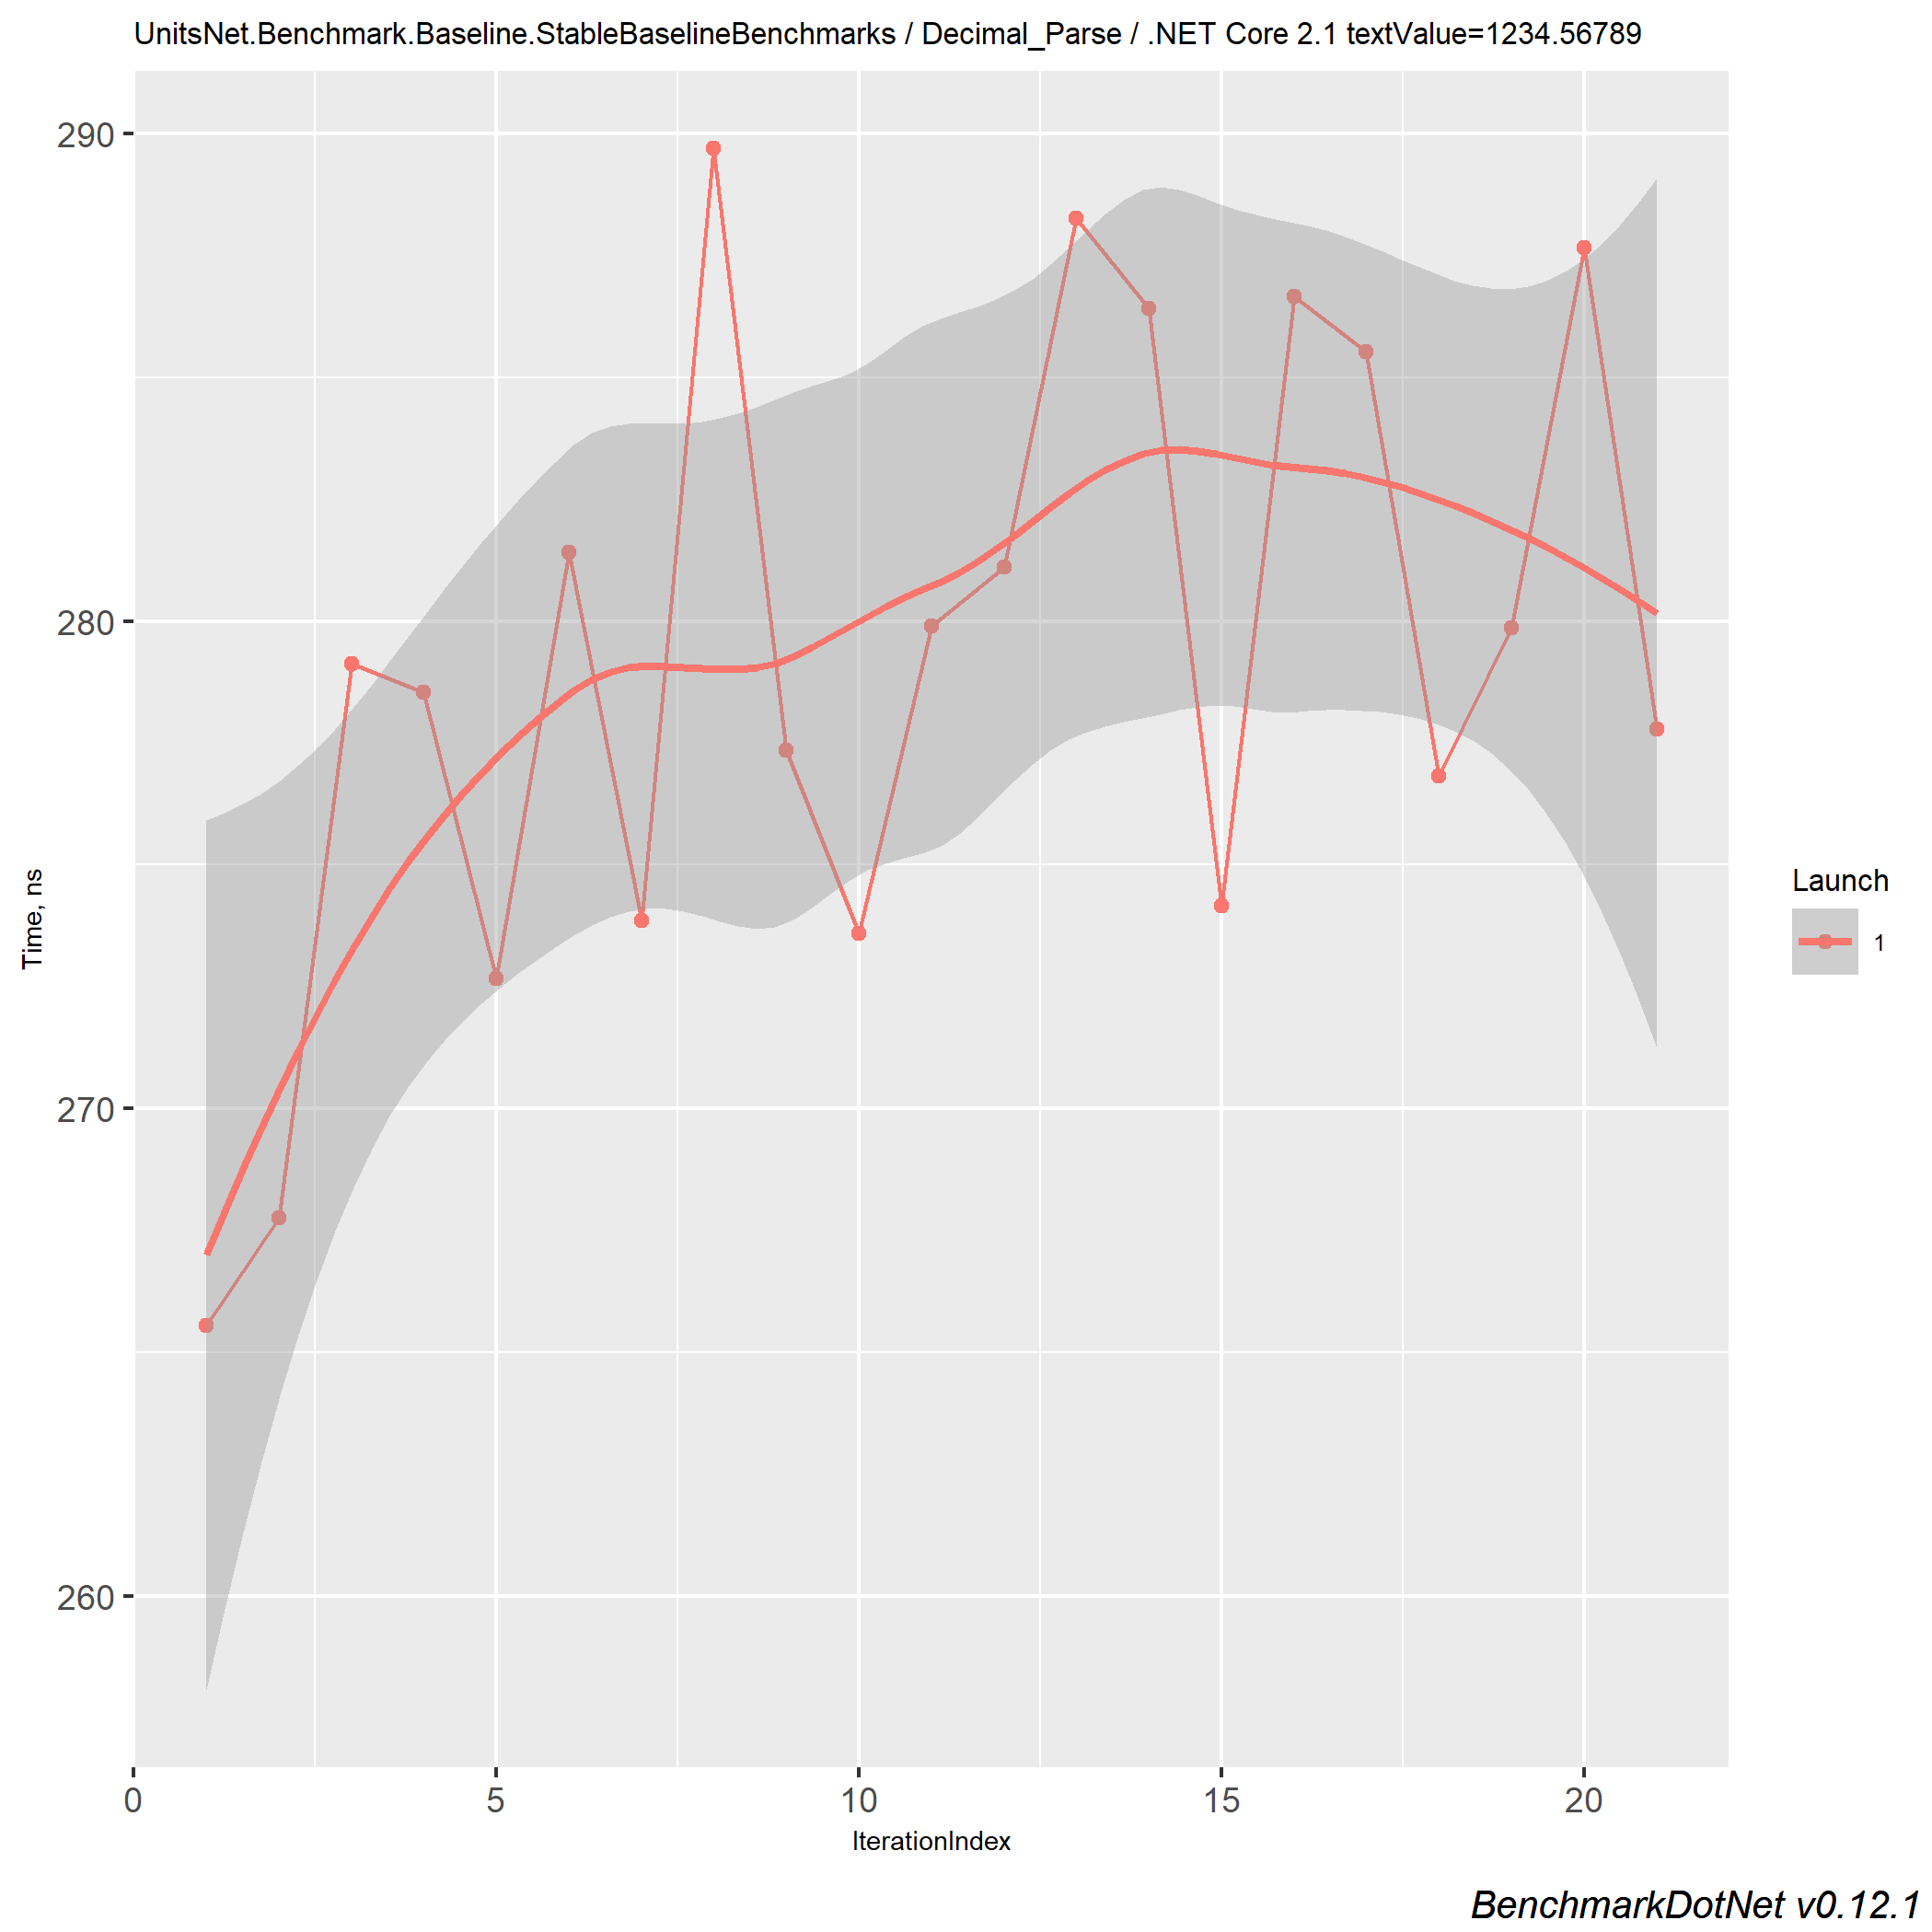 UnitsNet.Benchmark.Baseline.StableBaselineBenchmarks / Decimal_Parse / .NET Core 2.1 textValue=1234.56789
290
280
270
260
Time, ns
Launch
1
0 5 10 15 20
IterationIndex
BenchmarkDotNet v0.12.1